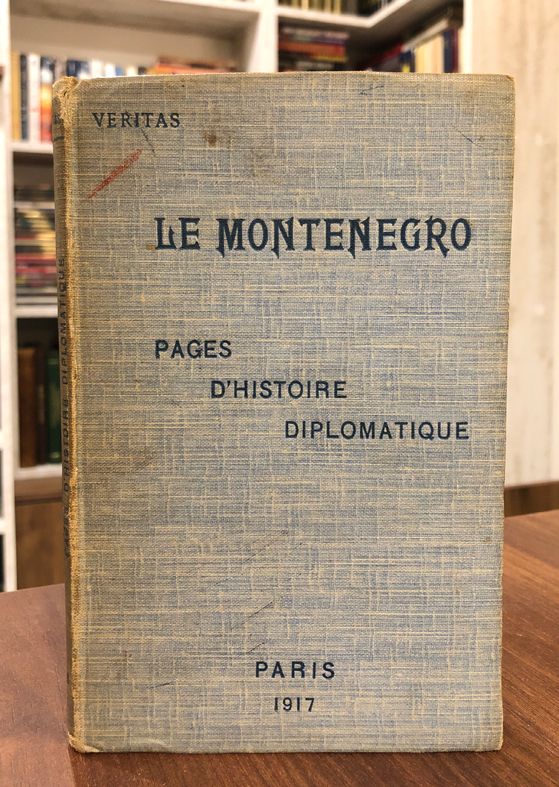 VERITAS
LE MONTENEGRO
PAGES
D'HISTOIRE
DIPLOMATIQUE
PARIS
1917
D'HISTOIRE DIPLOMATIQUE